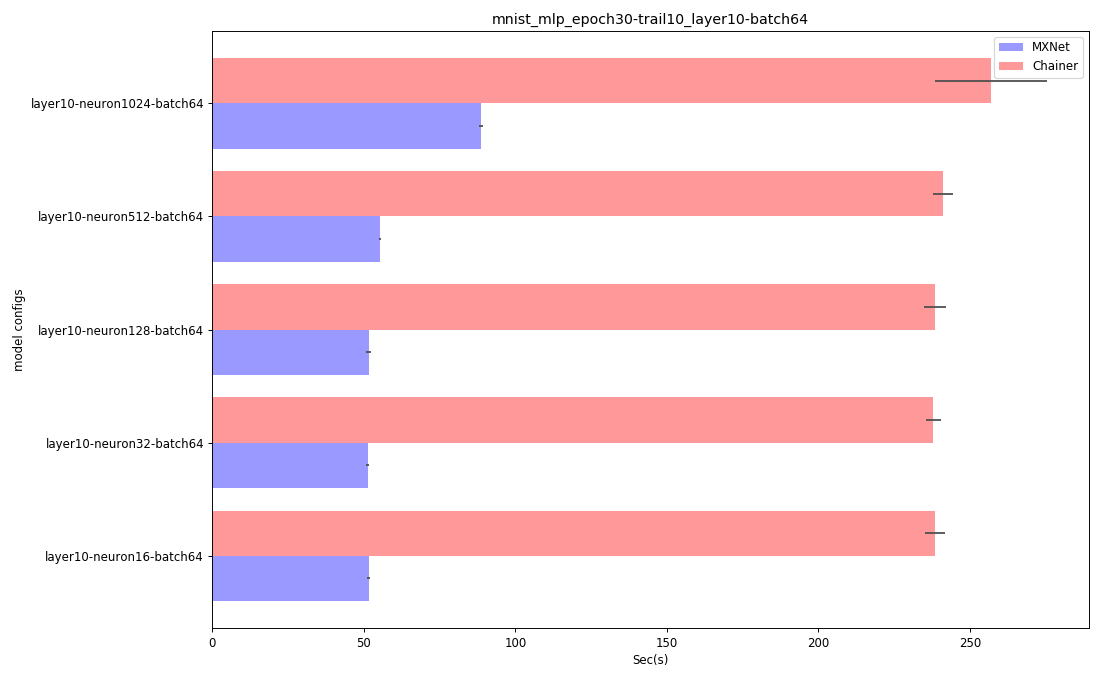 mnist_mlp_epoch30-trail10_layer10-batch64
MXNet
Chainer
model configs
layer10-neuron1024-batch64
layer10-neuron512-batch64
layer10-neuron128-batch64
layer10-neuron32-batch64
layer10-neuron16-batch64
0 50 100 150 200 250
Sec(s)